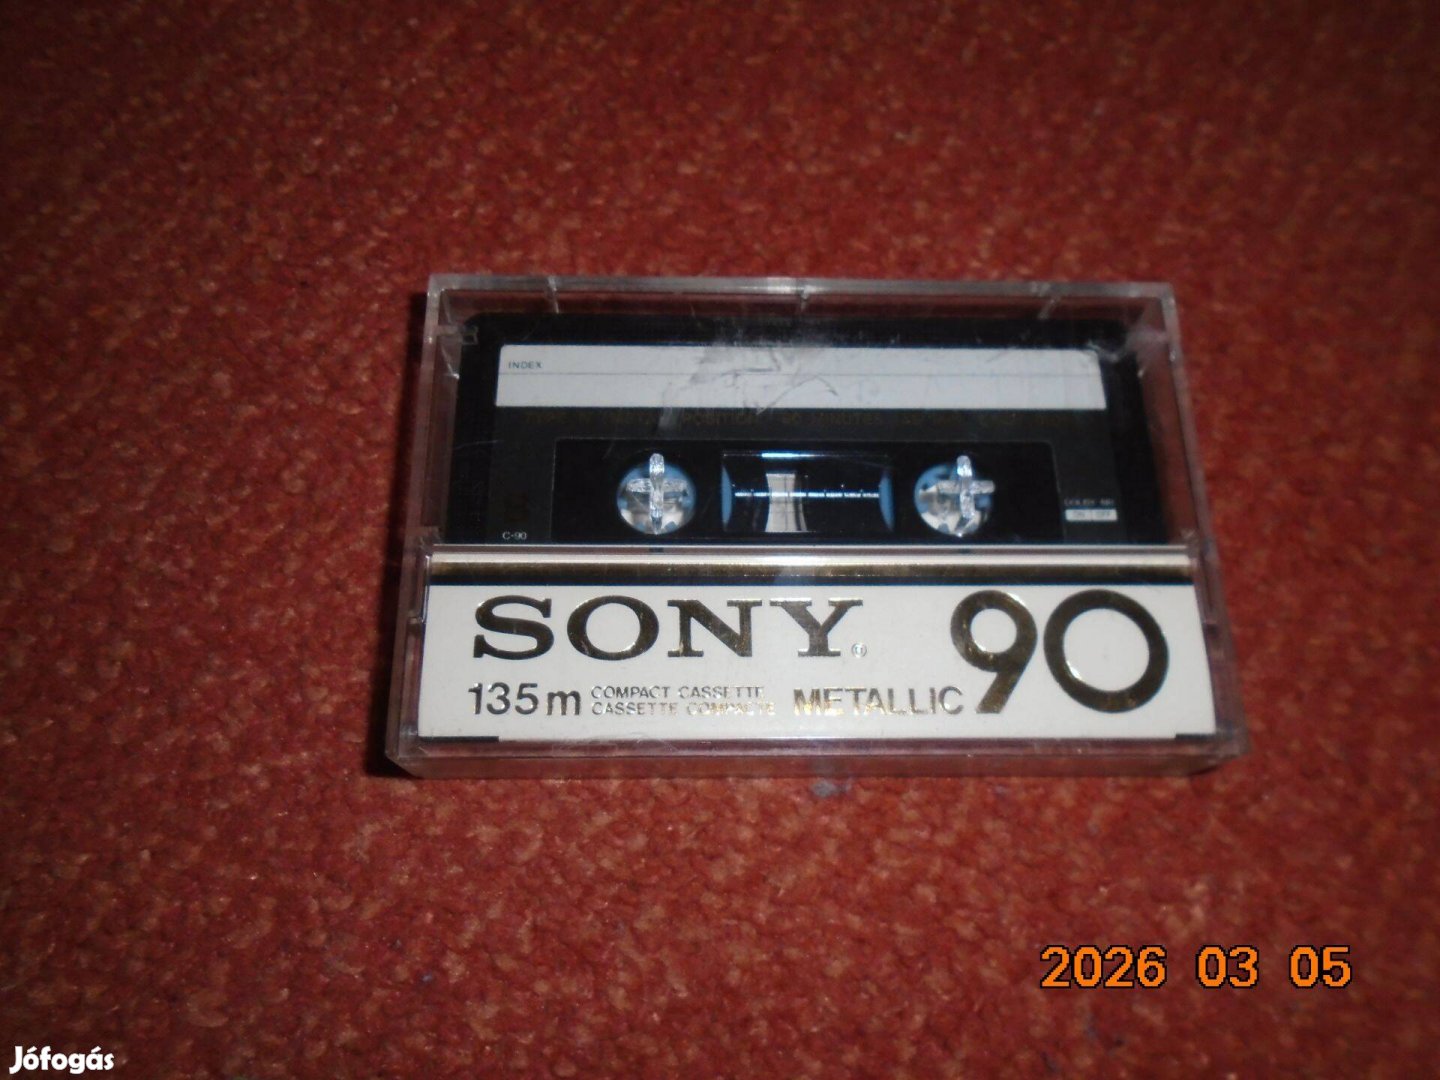 INDEX
C-90
SONY
90
135m COMPACT CASSETTE
CASSETTE COMPACTE
METALLIC
2026 03 05
Jófogás